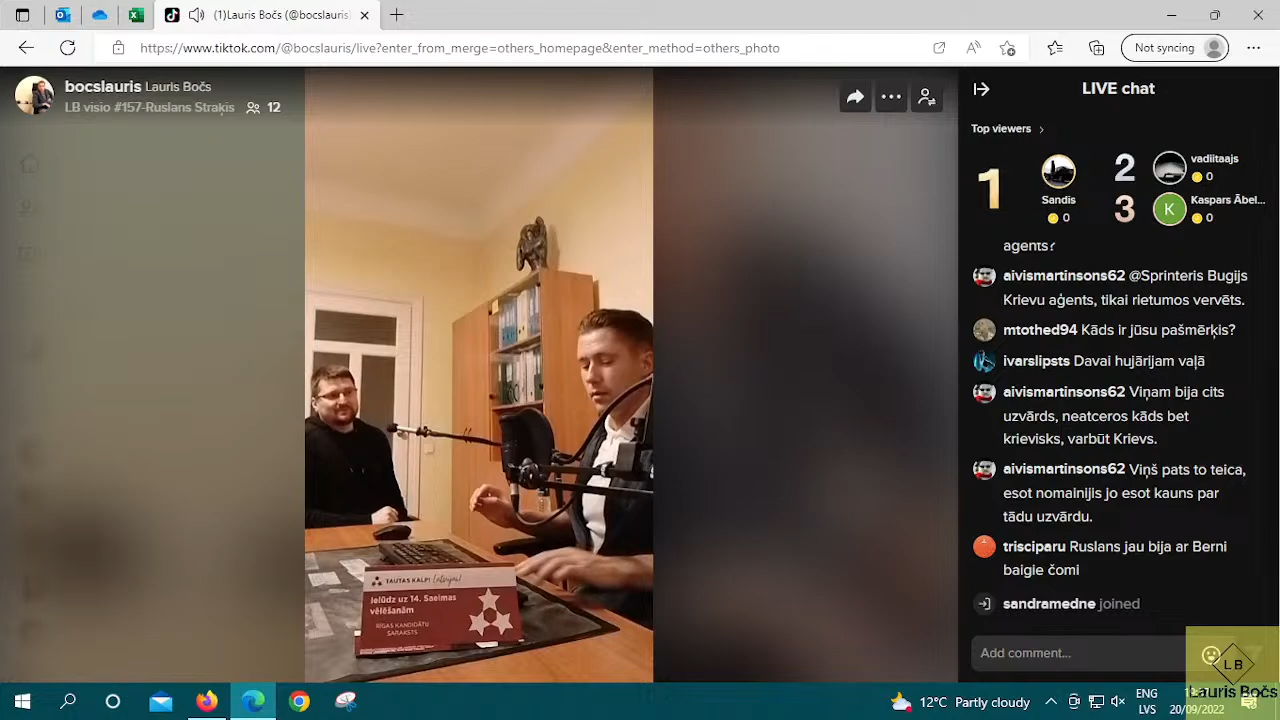 (1)Lauris Bočs (@bocslauris
https://www.tiktok.com/@bocslauris/live?enter_from_merge=others_homepage&enter_method=others_photo
Not syncing
bocslauris Lauris Bočs
LB visio #157-Ruslans Straķis 12
LIVE chat
Top viewers
1
Sandis
0
2
vadiitaajs
0
3
K
Kaspars Ābel...
0
agents?
aivismartinsons62 @Sprinteris Bugijs
Krievu aģents, tikai rietumos vervēts.
mtothed94 Kāds ir jūsu pašmērķis?
ivarslipsts Davai hujārijam vaļā
aivismartinsons62 Viņam bija cits
uzvārds, neatceros kāds bet
krievisks, varbūt Krievs.
aivismartinsons62 Viņš pats to teica,
esot nomainijis jo esot kauns par
tādu uzvārdu.
trisciparu Ruslans jau bija ar Berni
baigie čomi
sandramedne joined
Add comment...
TAUTAS KALPI Latvijai
Ielūdz uz 14. Saeimas
vēlēšanām
RĪGAS KANDIDĀTU
SARAKSTS
LB
Lauris Bočs
12°C Partly cloudy
ENG
LVS
20/09/2022